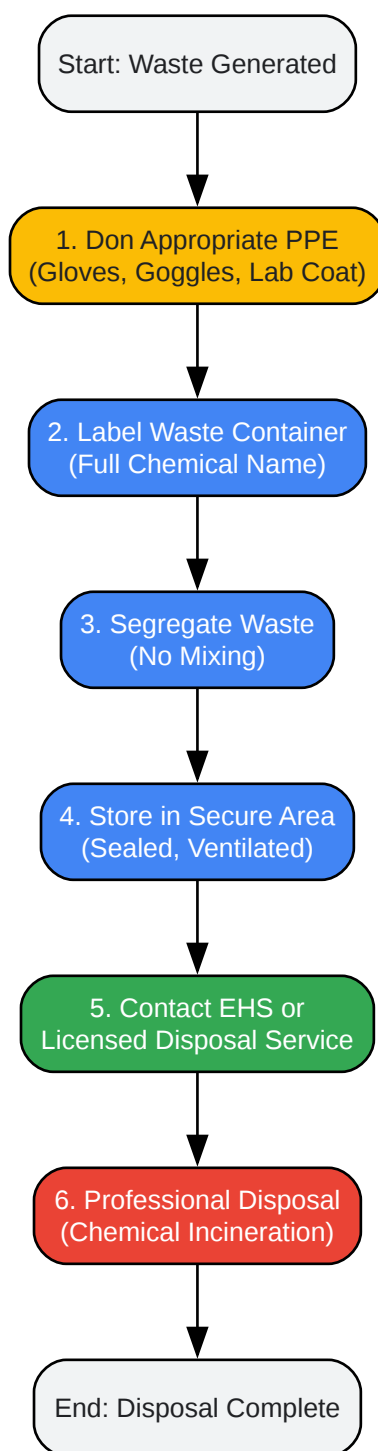 Start: Waste Generated
1. Don Appropriate PPE
(Gloves, Goggles, Lab Coat)
2. Label Waste Container
(Full Chemical Name)
3. Segregate Waste
(No Mixing)
4. Store in Secure Area
(Sealed, Ventilated)
5. Contact EHS or
Licensed Disposal Service
6. Professional Disposal
(Chemical Incineration)
End: Disposal Complete